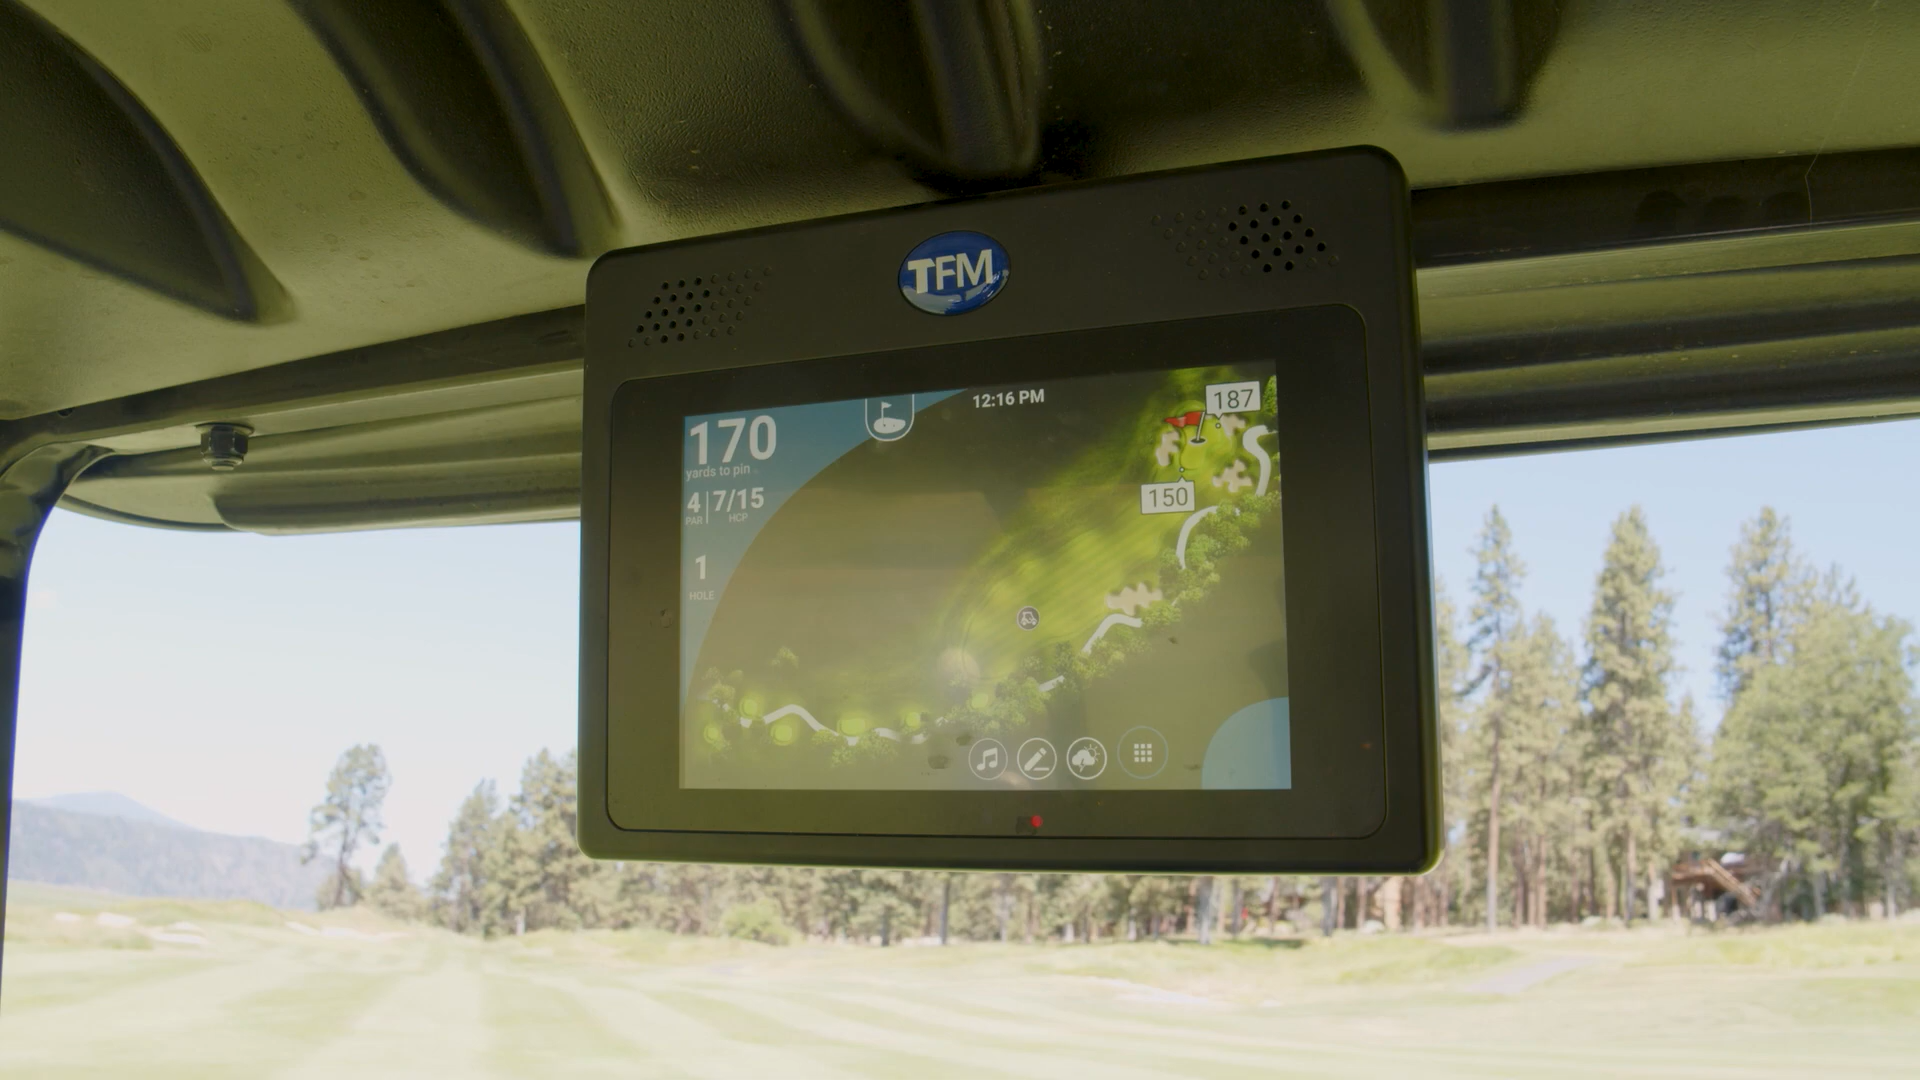 TFM
12:16 PM
187
170
yards to pin
4 7/15
PAR HCP
150
1
HOLE